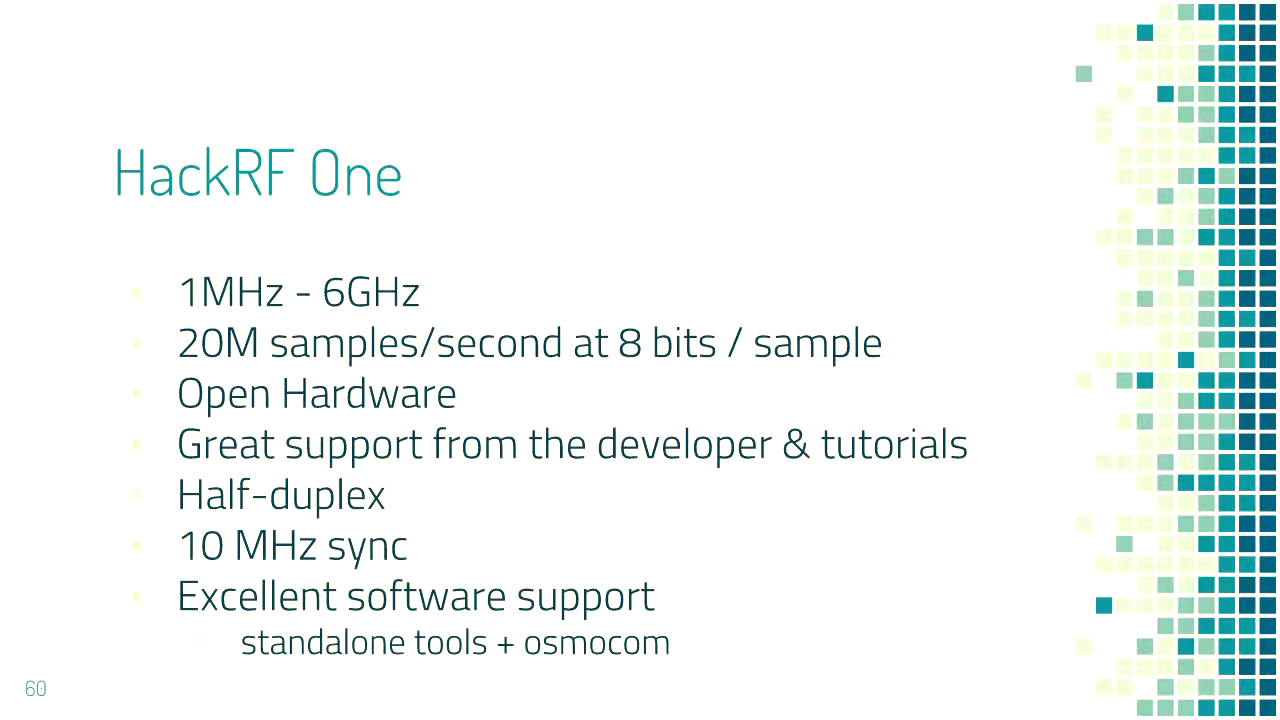 HackRF One
1MHz - 6GHz
20M samples/second at 8 bits / sample
Open Hardware
Great support from the developer & tutorials
Half-duplex
10 MHz sync
Excellent software support
standalone tools + osmocom
60